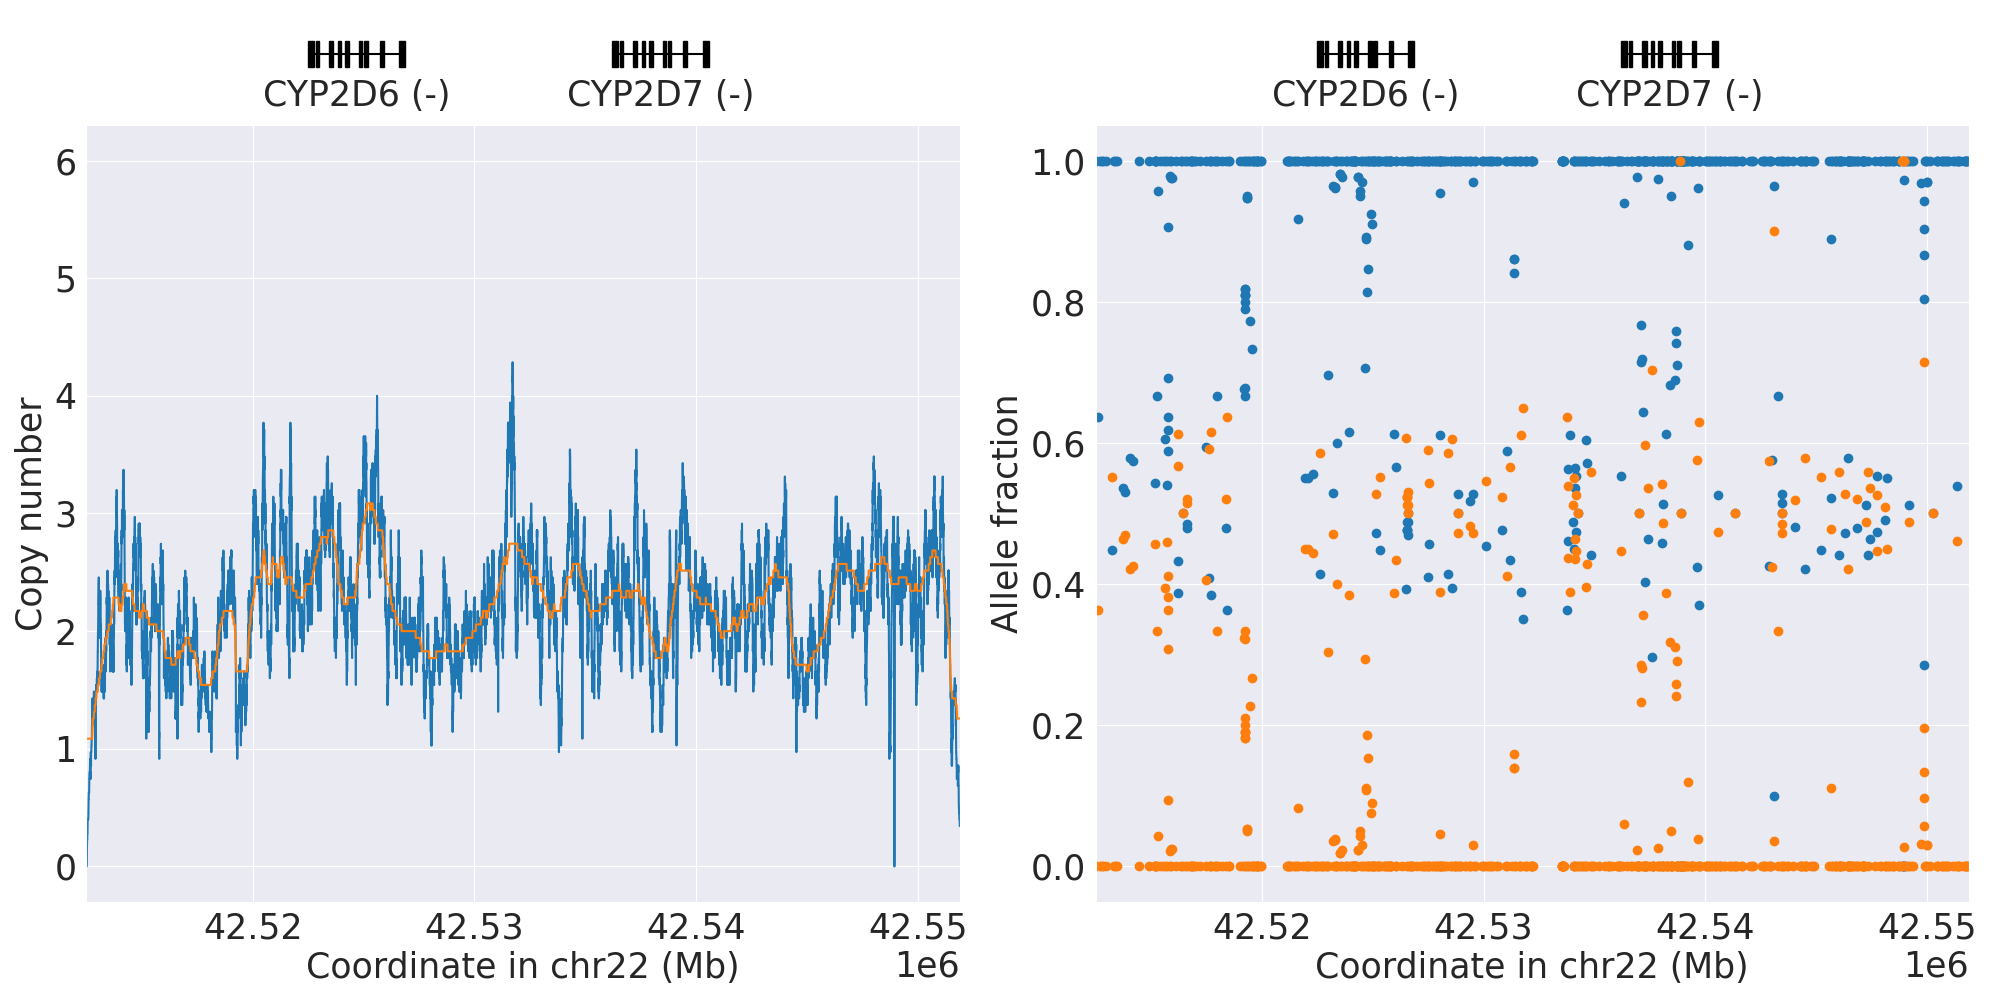 CYP2D6 (-)
CYP2D7 (-)
6
5
4
3
2
1
0
Copy number
42.52
42.53
42.54
42.55
Coordinate in chr22 (Mb)
1e6
CYP2D6 (-)
CYP2D7 (-)
1.0
0.8
0.6
0.4
0.2
0.0
Allele fraction
42.52
42.53
42.54
42.55
Coordinate in chr22 (Mb)
1e6